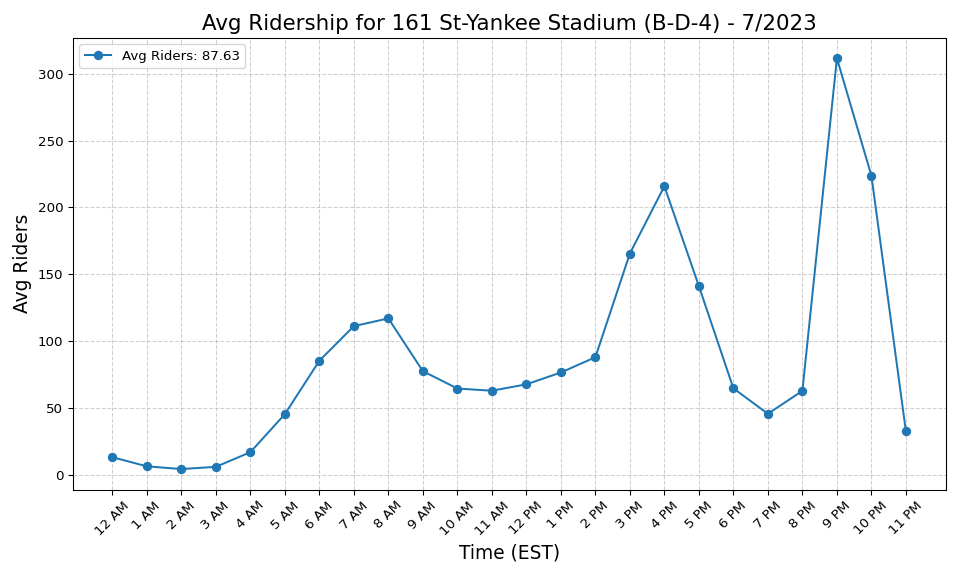 Avg Ridership for 161 St-Yankee Stadium (B-D-4) - 7/2023
Avg Riders: 87.63
Avg Riders
300
250
200
150
100
50
0
12 AM
1 AM
2 AM
3 AM
4 AM
5 AM
6 AM
7 AM
8 AM
9 AM
10 AM
11 AM
12 PM
1 PM
2 PM
3 PM
4 PM
5 PM
6 PM
7 PM
8 PM
9 PM
10 PM
11 PM
Time (EST)